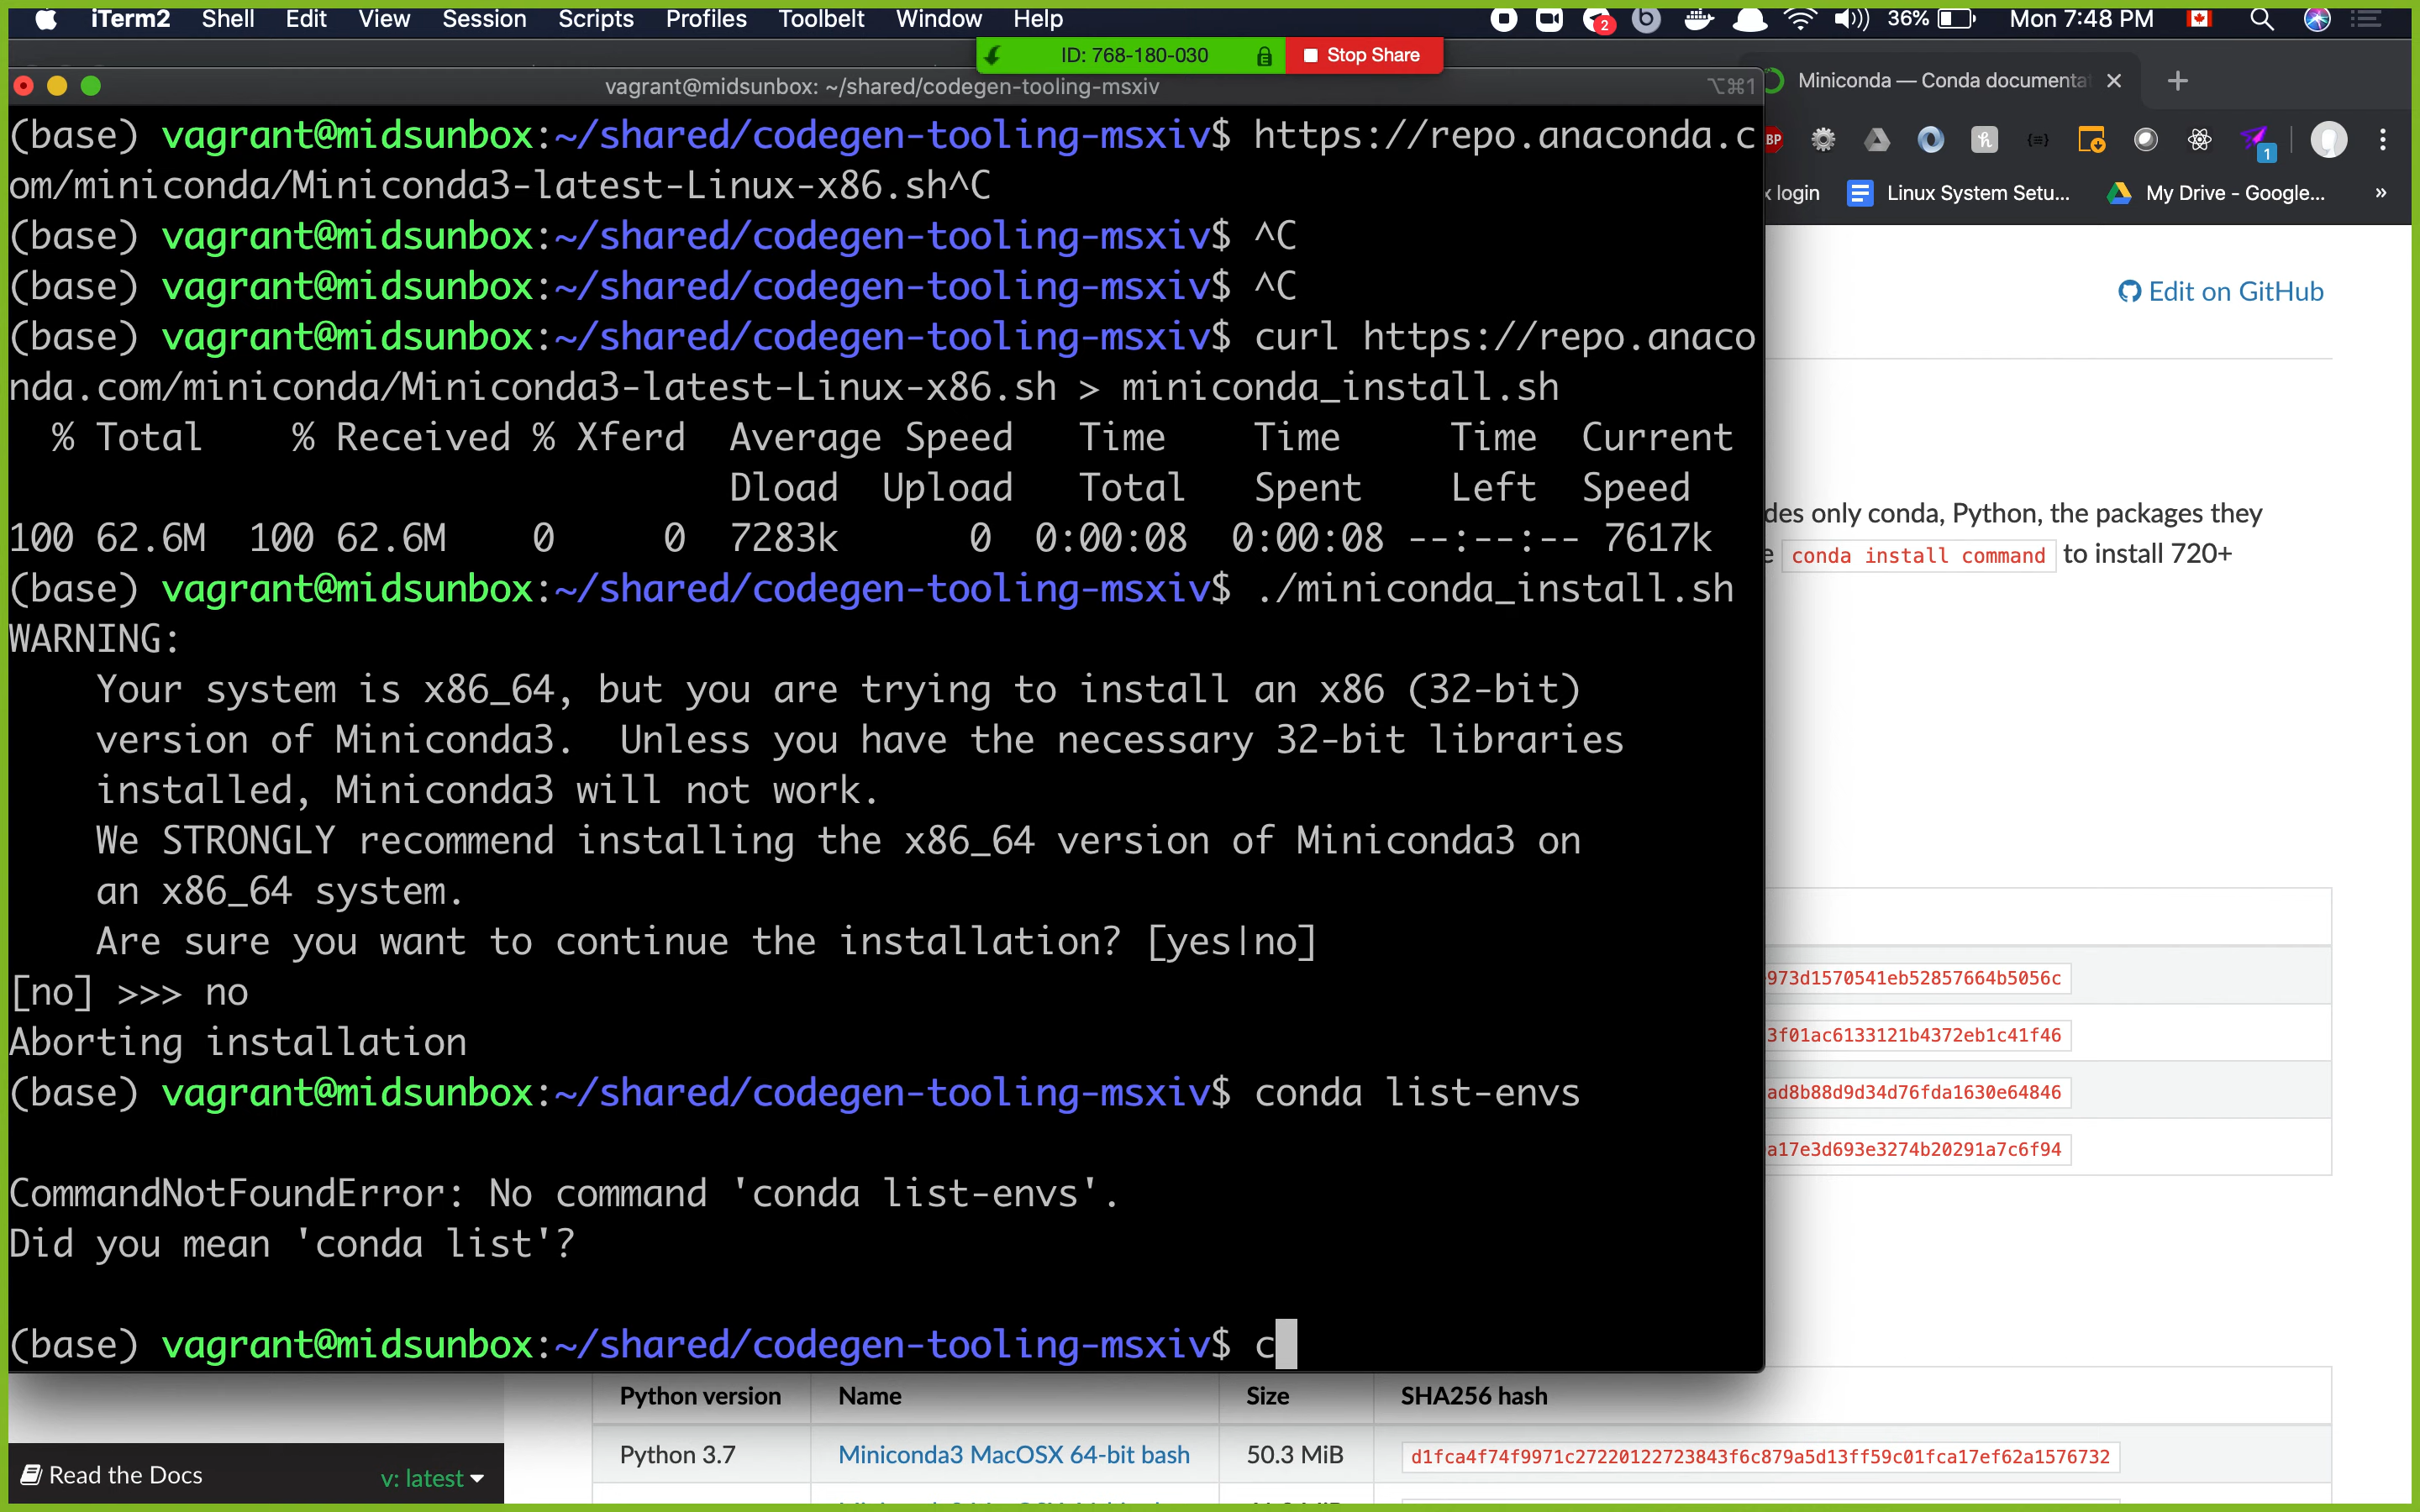 iTerm2 Shell Edit View Session Scripts Profiles Toolbelt Window Help 2 36% Mon 7:48 PM
ID: 768-180-030 Stop Share
vagrant@midsunbox: ~/shared/codegen-tooling-msxiv ⌥⌘1
Miniconda — Conda documenta
(base) vagrant@midsunbox:~/shared/codegen-tooling-msxiv$ https://repo.anaconda.c
om/miniconda/Miniconda3-latest-Linux-x86.sh^C
(base) vagrant@midsunbox:~/shared/codegen-tooling-msxiv$ ^C
(base) vagrant@midsunbox:~/shared/codegen-tooling-msxiv$ ^C
(base) vagrant@midsunbox:~/shared/codegen-tooling-msxiv$ curl https://repo.anaco
nda.com/miniconda/Miniconda3-latest-Linux-x86.sh > miniconda_install.sh
% Total % Received % Xferd Average Speed Time Time Time Current
Dload Upload Total Spent Left Speed
100 62.6M 100 62.6M 0 0 7283k 0 0:00:08 0:00:08 --:--:-- 7617k
(base) vagrant@midsunbox:~/shared/codegen-tooling-msxiv$ ./miniconda_install.sh
WARNING:
Your system is x86_64, but you are trying to install an x86 (32-bit)
version of Miniconda3. Unless you have the necessary 32-bit libraries
installed, Miniconda3 will not work.
We STRONGLY recommend installing the x86_64 version of Miniconda3 on
an x86_64 system.
Are sure you want to continue the installation? [yes|no]
[no] >>> no
Aborting installation
(base) vagrant@midsunbox:~/shared/codegen-tooling-msxiv$ conda list-envs
CommandNotFoundError: No command 'conda list-envs'.
Did you mean 'conda list'?
(base) vagrant@midsunbox:~/shared/codegen-tooling-msxiv$ c
BP 1
x login Linux System Setu... My Drive - Google... »
Edit on GitHub
des only conda, Python, the packages they
e conda install command to install 720+
973d1570541eb52857664b5056c
3f01ac6133121b4372eb1c41f46
ad8b88d9d34d76fda1630e64846
a17e3d693e3274b20291a7c6f94
Python version Name Size SHA256 hash
Python 3.7 Miniconda3 MacOSX 64-bit bash 50.3 MiB d1fca4f74f9971c27220122723843f6c879a5d13ff59c01fca17ef62a1576732
Read the Docs v: latest